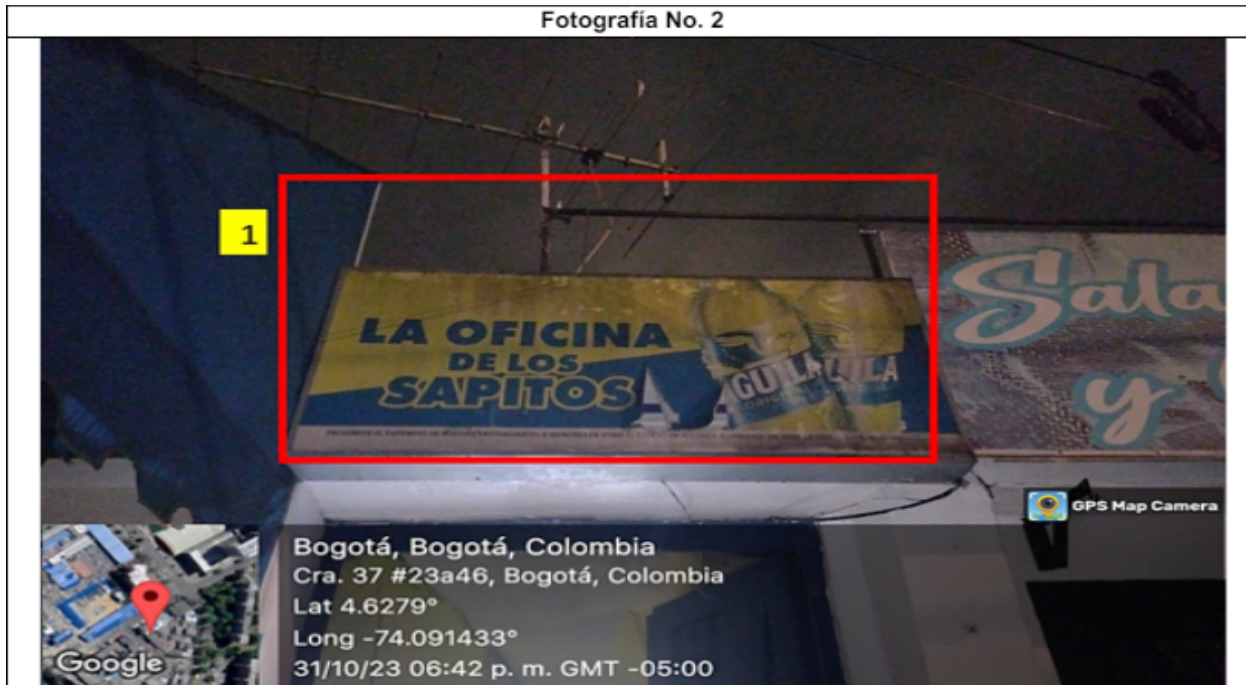 Fotografía No. 2
1
LA OFICINA
DE LOS
SAPITOS
Sala
y
GPS Map Camera
Bogotá, Bogotá, Colombia
Cra. 37 #23a46, Bogotá, Colombia
Lat 4.6279°
Long -74.091433°
31/10/23 06:42 p. m. GMT -05:00
Google